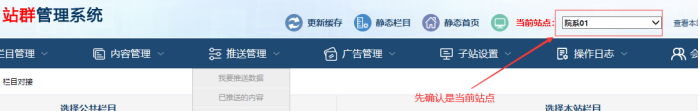 站群管理系统
更新缓存 静态栏目 静态首页 当前站点: 院系01 查看本
栏目管理 内容管理 推送管理 广告管理 子站设置 操作日志 会
栏目对接
我要推送数据
已推送的内容
先确认是当前站点
选择公共栏目 选择本站栏目